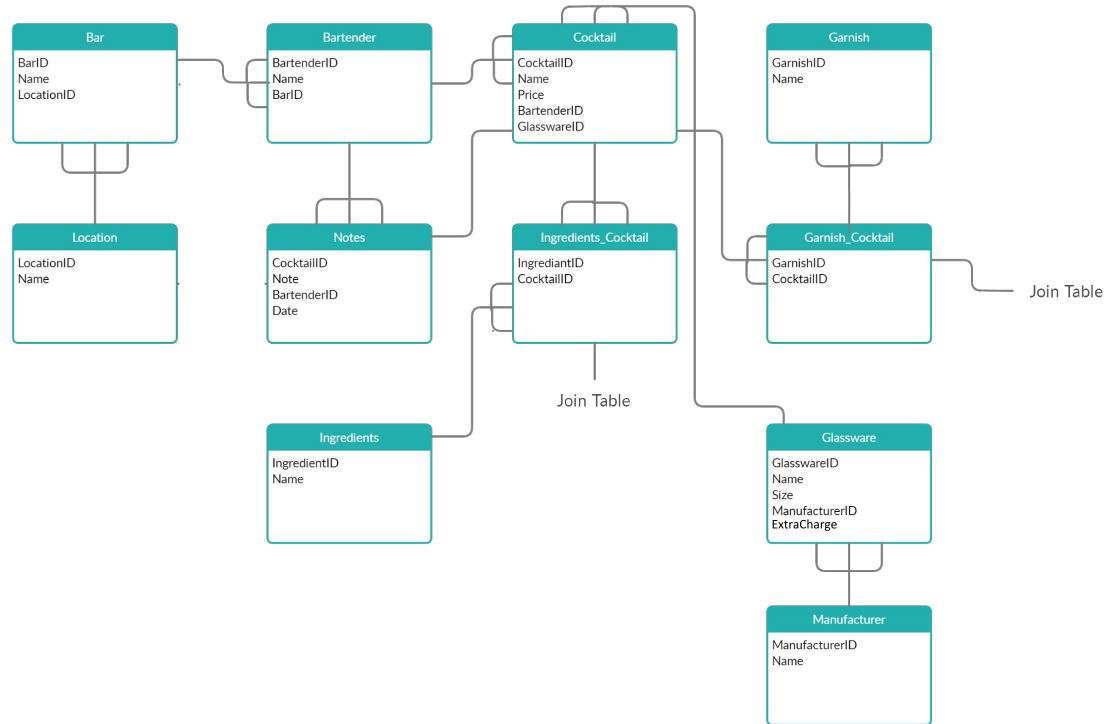 Bar
BarID
Name
LocationID
Bartender
BartenderID
Name
BarID
Cocktail
CocktailID
Name
Price
BartenderID
GlasswareID
Garnish
GarnishID
Name
Location
LocationID
Name
Notes
CocktailID
Note
BartenderID
Date
Ingredients_Cocktail
IngrediantID
CocktailID
Garnish_Cocktail
GarnishID
CocktailID
Join Table
Join Table
Ingredients
IngredientID
Name
Glassware
GlasswareID
Name
Size
ManufacturerID
ExtraCharge
Manufacturer
ManufacturerID
Name